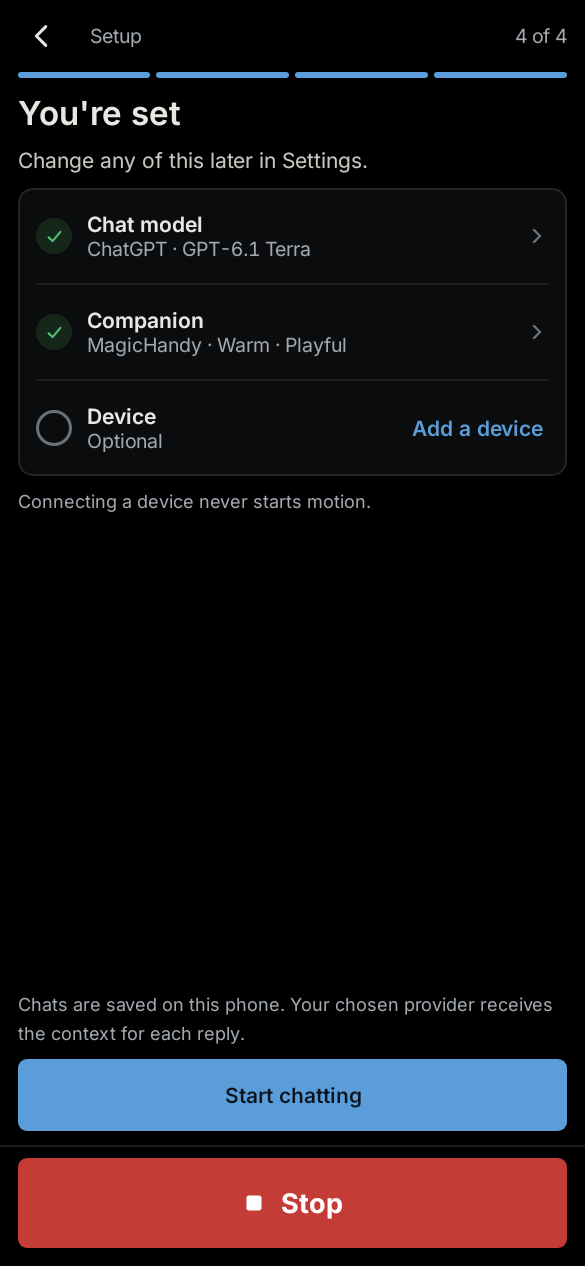 Setup
4 of 4
You're set
Change any of this later in Settings.
Chat model
ChatGPT · GPT-6.1 Terra
Companion
MagicHandy · Warm · Playful
Device
Optional
Add a device
Connecting a device never starts motion.
Chats are saved on this phone. Your chosen provider receives
the context for each reply.
Start chatting
Stop